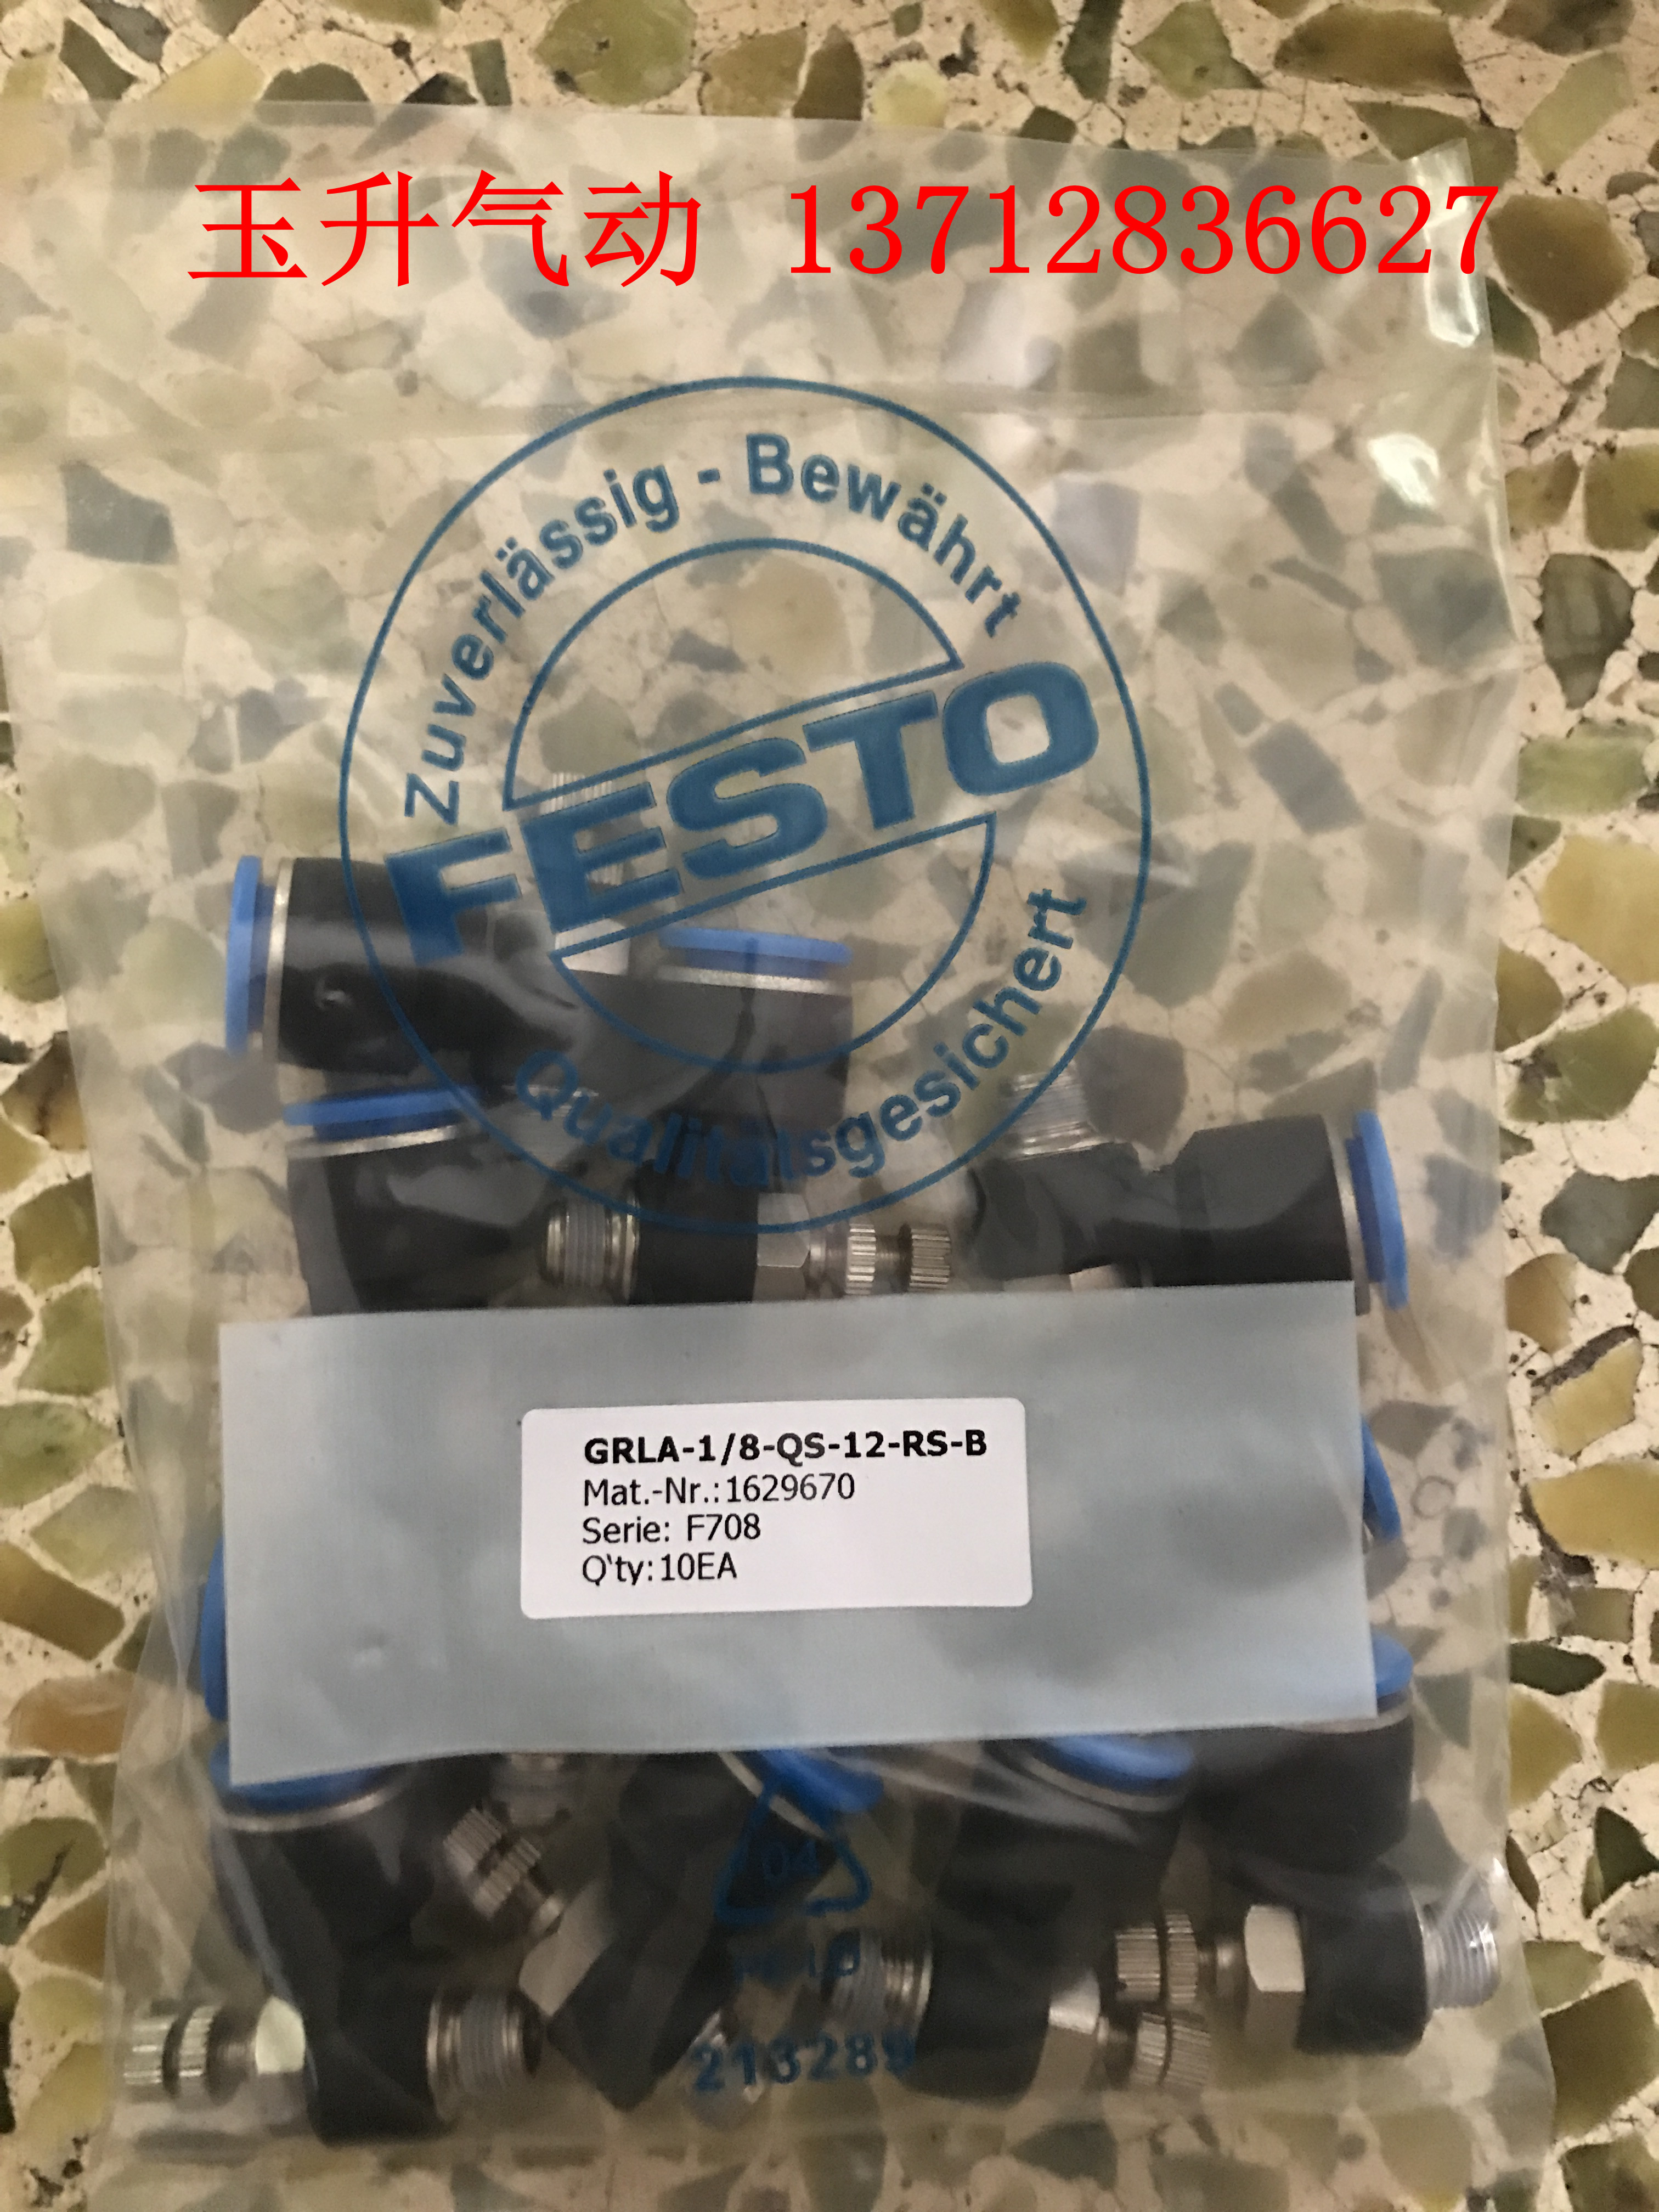 玉升气动 13712836627
Zuverlässig - Bewährt
FESTO
Qualitätsgesichert
GRLA-1/8-QS-12-RS-B
Mat.-Nr.:1629670
Serie: F708
Q'ty:10EA
04
213289